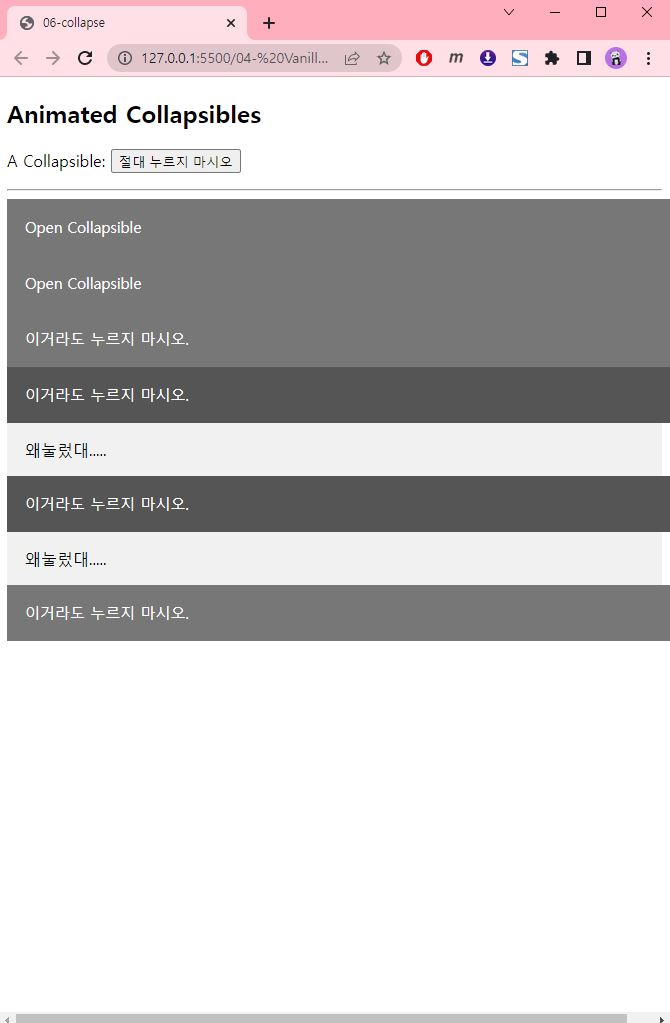 06-collapse
127.0.0.1:5500/04-%20Vanill...
m
S
Animated Collapsibles
A Collapsible: 절대 누르지 마시오
Open Collapsible
Open Collapsible
이거라도 누르지 마시오.
이거라도 누르지 마시오.
왜눌렀대.....
이거라도 누르지 마시오.
왜눌렀대.....
이거라도 누르지 마시오.